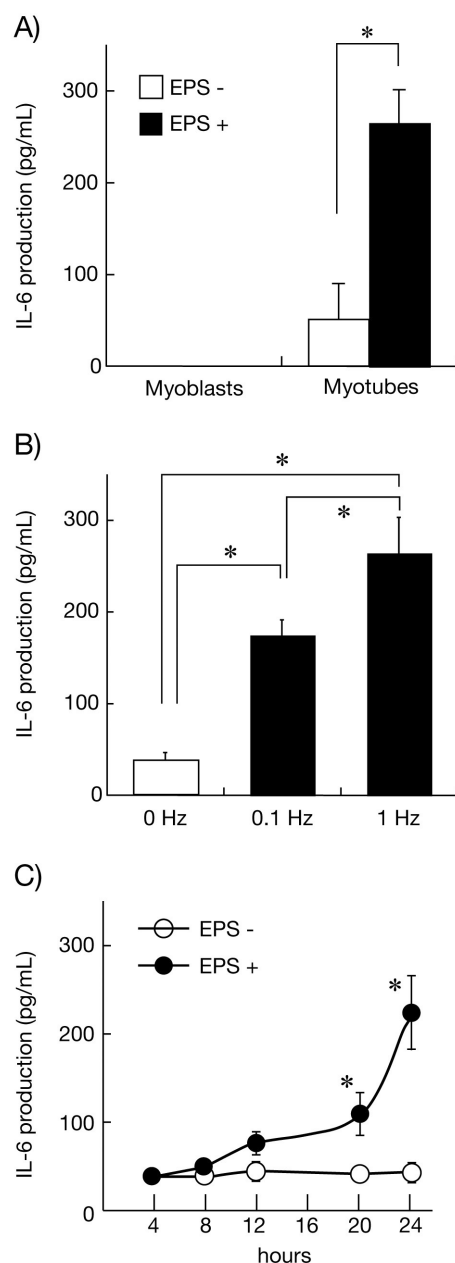 A)
IL-6 production (pg/mL)
300
200
100
0
EPS -
EPS +
*
Myoblasts Myotubes
B)
IL-6 production (pg/mL)
300
200
100
0
*
*
*
0 Hz 0.1 Hz 1 Hz
C)
IL-6 production (pg/mL)
300
200
100
0
EPS -
EPS +
*
*
4 8 12 16 20 24
hours